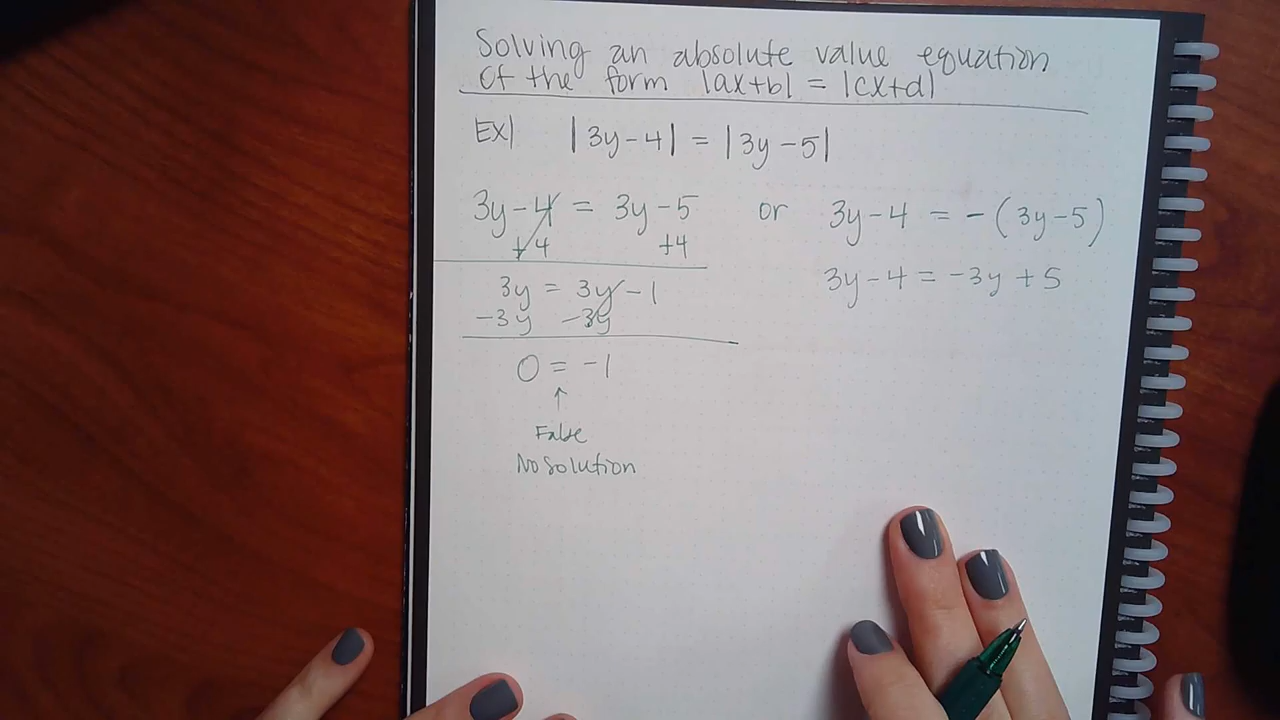 Solving an absolute value equation
of the form |ax+b| = |cx+d|
Ex| |3y-4| = |3y-5|
3y-4 = 3y-5 or 3y-4 = -(3y-5)
+4 +4
3y = 3y-1 3y-4 = -3y+5
-3y -3y
0 = -1
↑
False
No solution